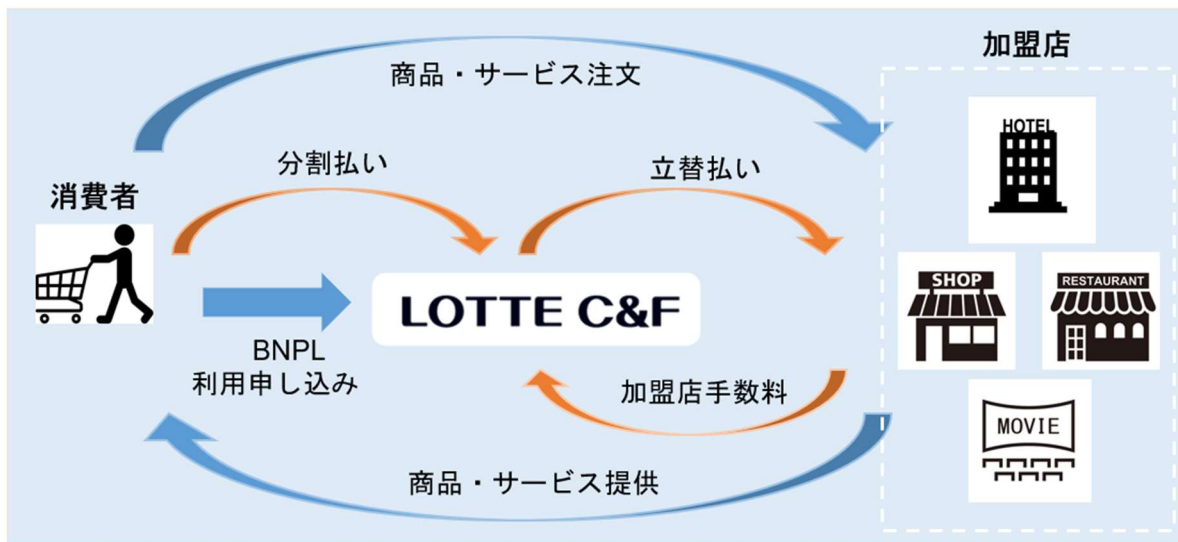 加盟店
商品・サービス注文
HOTEL
分割払い
立替払い
消費者
SHOP
RESTAURANT
LOTTE C&F
BNPL
利用申し込み
加盟店手数料
MOVIE
商品・サービス提供